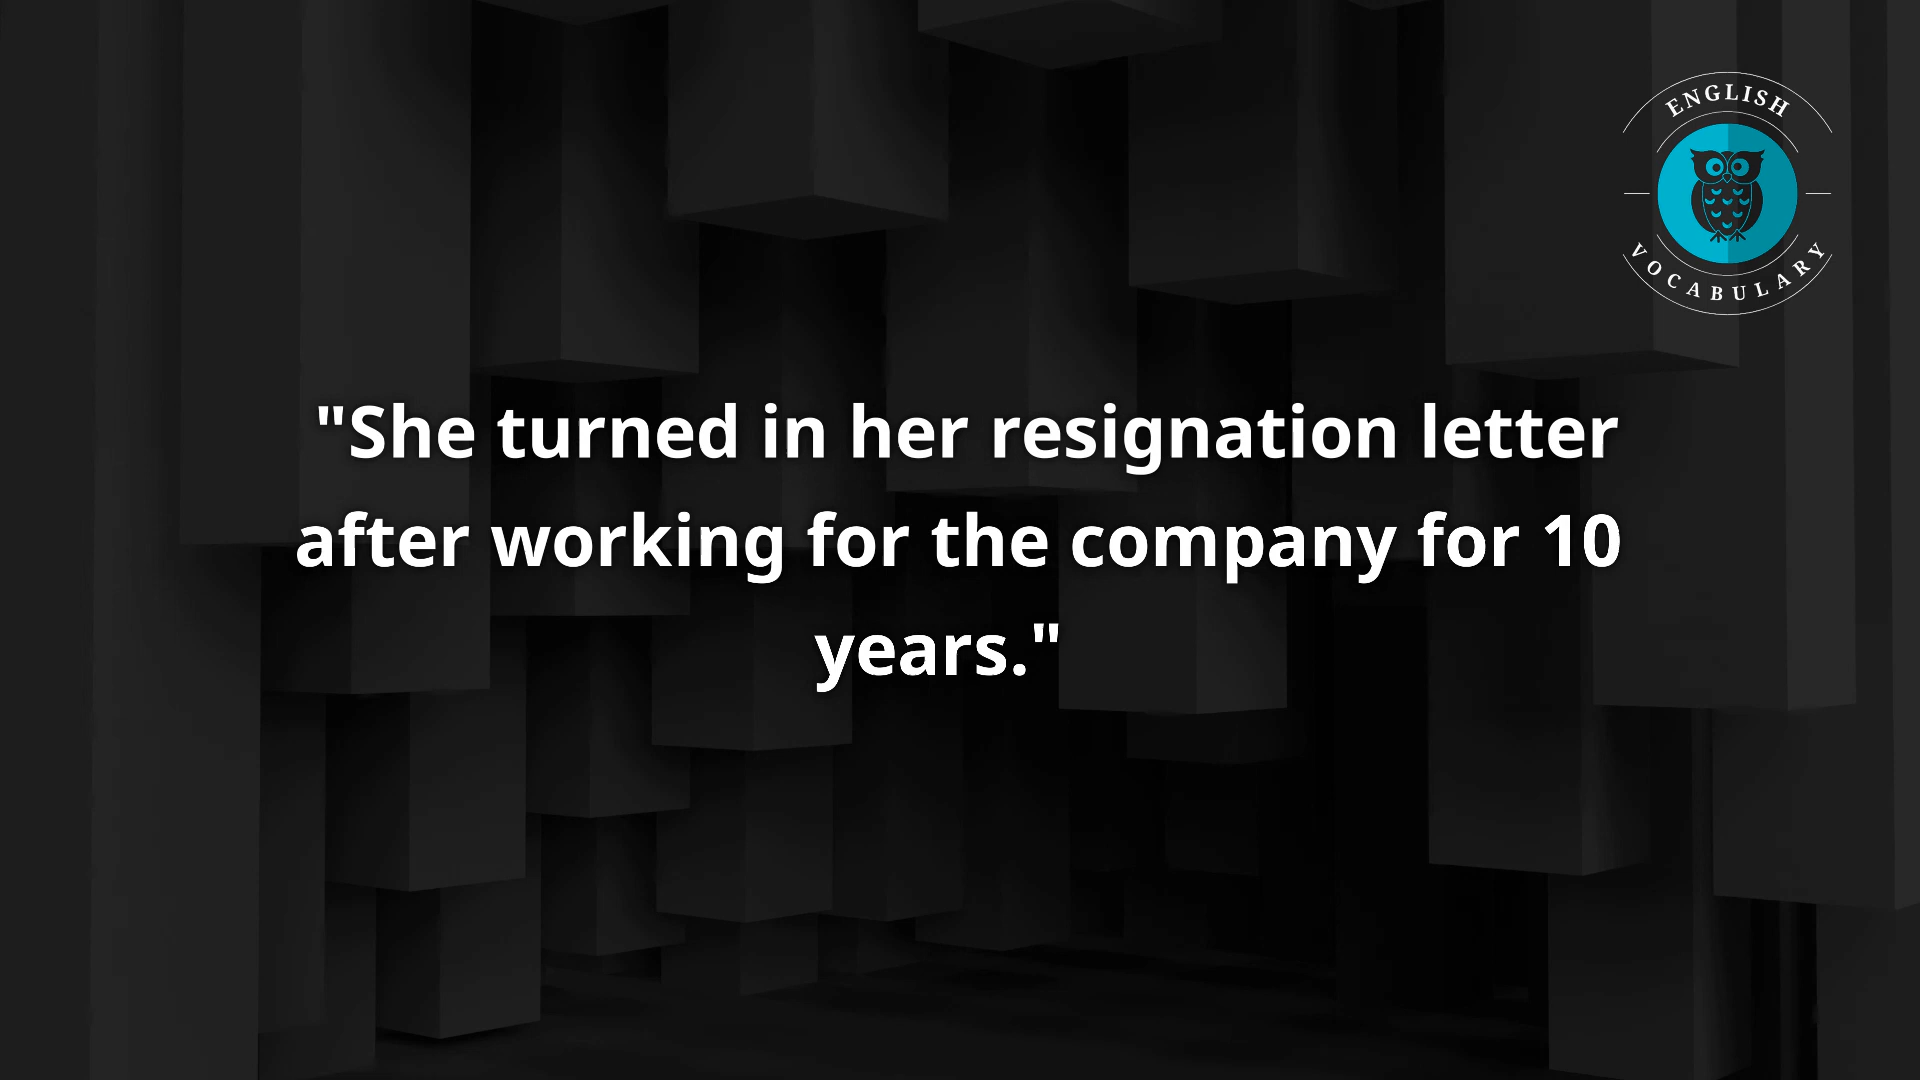 ENGLISH
VOCABULARY
"She turned in her resignation letter
after working for the company for 10
years."